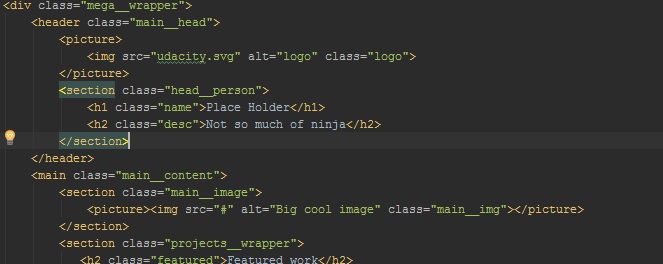 <div class="mega__wrapper">
<header class="main__head">
<picture>
<img src="udacity.svg" alt="logo" class="logo">
</picture>
<section class="head__person">
<h1 class="name">Place Holder</h1>
<h2 class="desc">Not so much of ninja</h2>
</section>
</header>
<main class="main__content">
<section class="main__image">
<picture><img src="#" alt="Big cool image" class="main__img"></picture>
</section>
<section class="projects__wrapper">
<h2 class="featured">Featured work</h2>